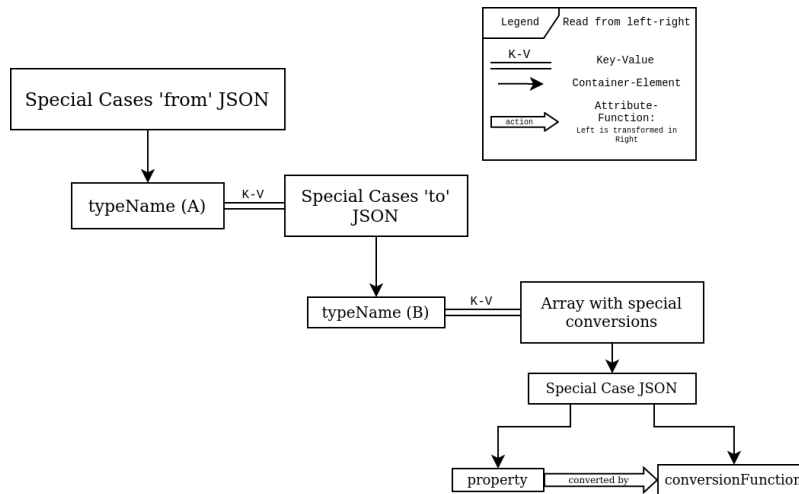 Legend
Read from left-right
K-V
Key-Value
Container-Element
action
Attribute-
Function:
Left is transformed in
Right
Special Cases 'from' JSON
typeName (A)
K-V
Special Cases 'to'
JSON
typeName (B)
K-V
Array with special
conversions
Special Case JSON
property
converted by
conversionFunction